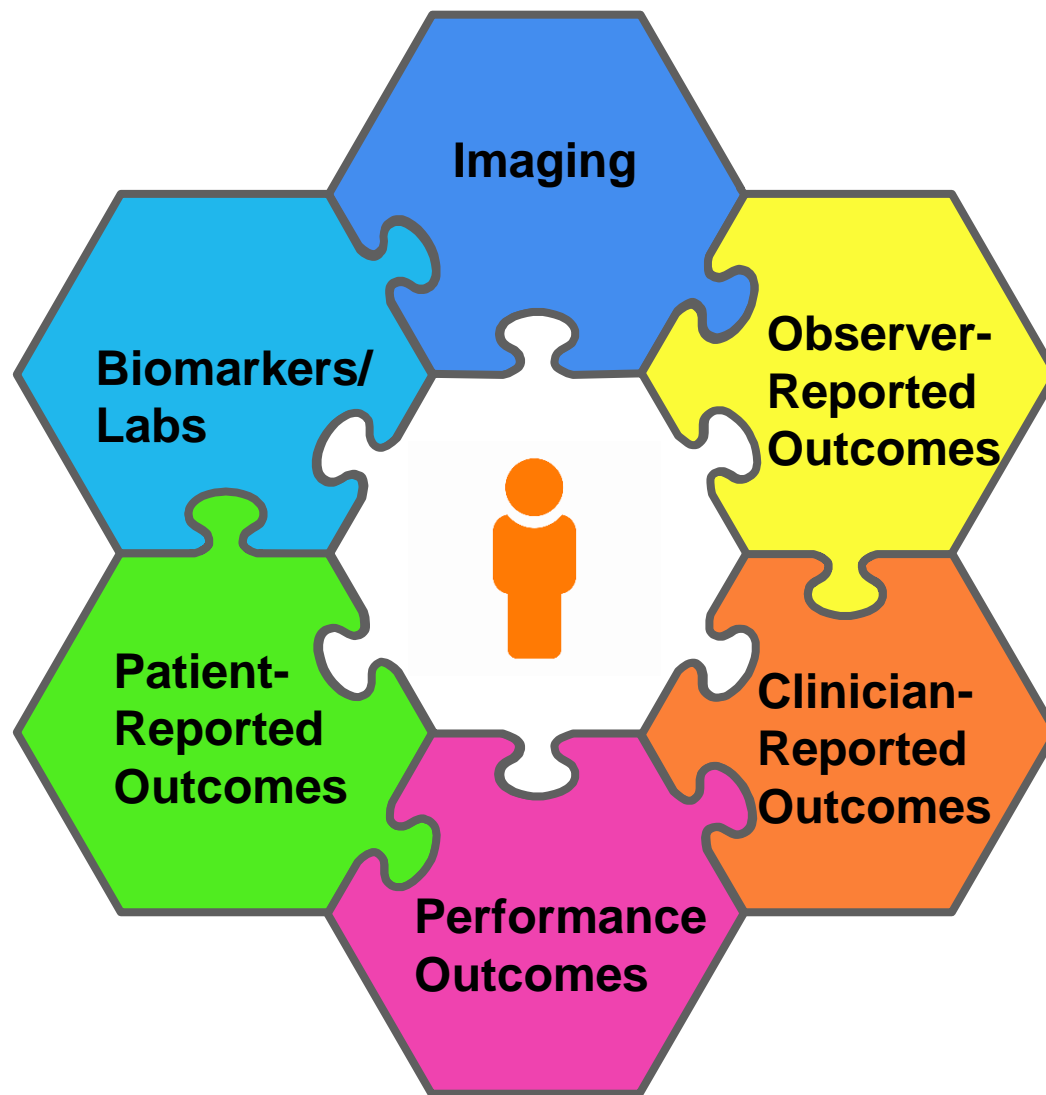 Imaging
Observer-
Reported
Outcomes
Biomarkers/
Labs
Patient-
Reported
Outcomes
Clinician-
Reported
Outcomes
Performance
Outcomes